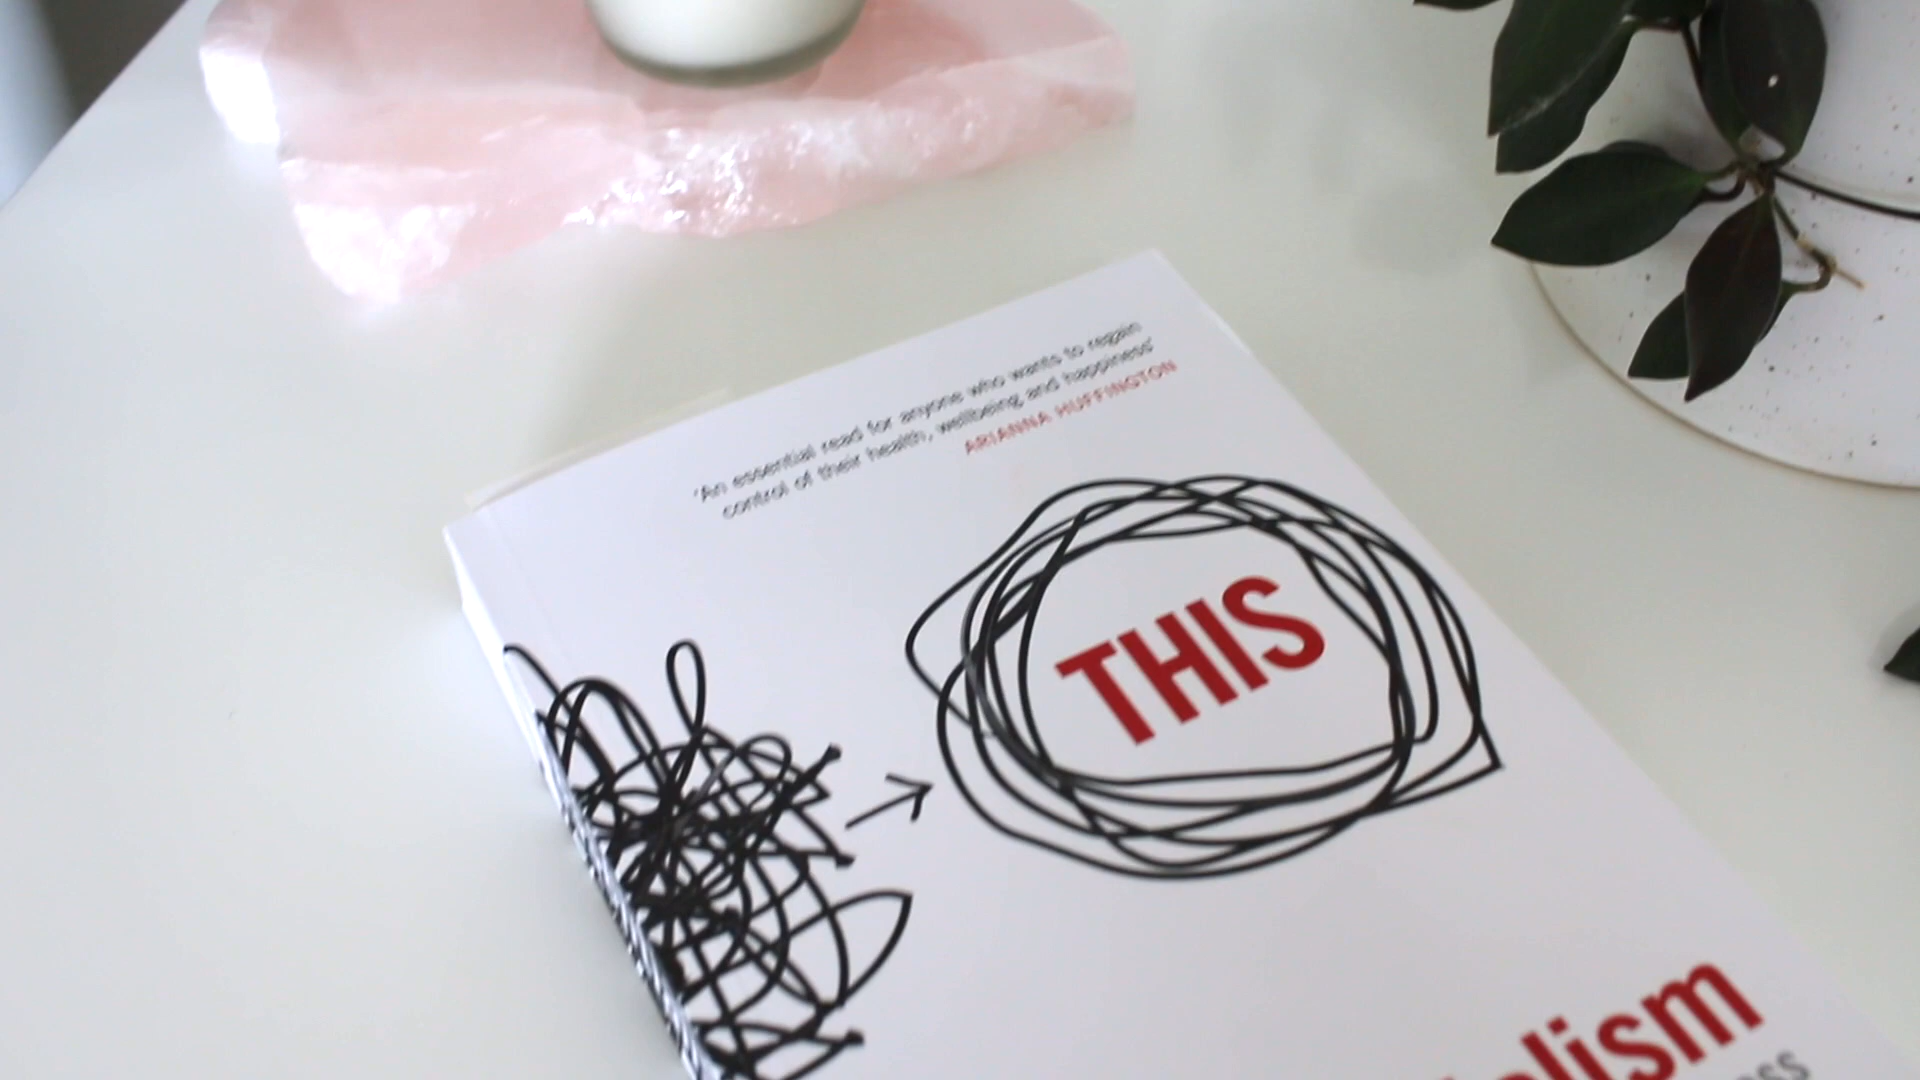 'An essential read for anyone who wants to regain
control of their health, wellbeing and happiness'
ARIANNA HUFFINGTON
THIS